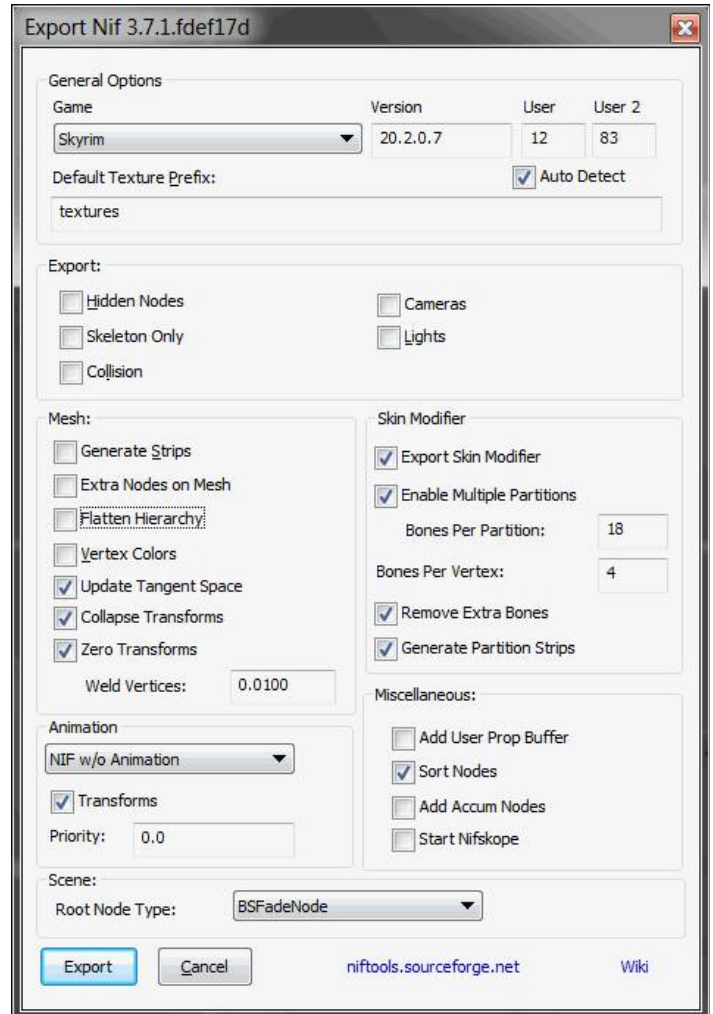 Export Nif 3.7.1.fdef17d
General Options
Game Version User User 2
Skyrim 20.2.0.7 12 83
Default Texture Prefix: Auto Detect
textures
Export:
Hidden Nodes Cameras
Skeleton Only Lights
Collision
Mesh:
Generate Strips
Extra Nodes on Mesh
Flatten Hierarchy
Vertex Colors
Update Tangent Space
Collapse Transforms
Zero Transforms
Weld Vertices: 0.0100
Skin Modifier
Export Skin Modifier
Enable Multiple Partitions
Bones Per Partition: 18
Bones Per Vertex: 4
Remove Extra Bones
Generate Partition Strips
Animation
NIF w/o Animation
Transforms
Priority: 0.0
Miscellaneous:
Add User Prop Buffer
Sort Nodes
Add Accum Nodes
Start Nifskope
Scene:
Root Node Type: BSFadeNode
Export Cancel niftools.sourceforge.net Wiki